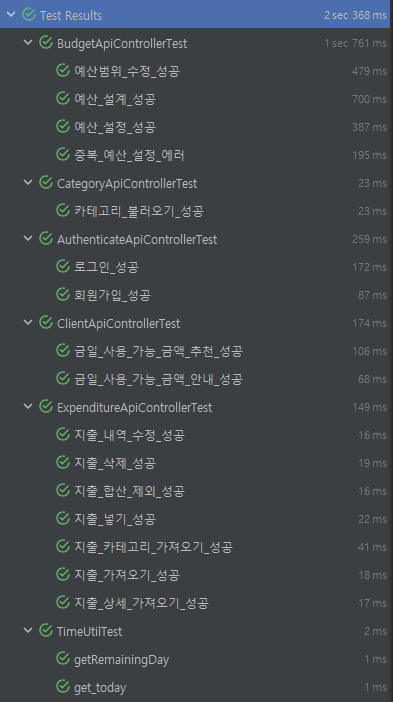 Test Results 2 sec 368 ms
BudgetApiControllerTest 1 sec 761 ms
예산범위_수정_성공 479 ms
예산_설계_성공 700 ms
예산_설정_성공 387 ms
중복_예산_설정_에러 195 ms
CategoryApiControllerTest 23 ms
카테고리_불러오기_성공 23 ms
AuthenticateApiControllerTest 259 ms
로그인_성공 172 ms
회원가입_성공 87 ms
ClientApiControllerTest 174 ms
금일_사용_가능_금액_추천_성공 106 ms
금일_사용_가능_금액_안내_성공 68 ms
ExpenditureApiControllerTest 149 ms
지출_내역_수정_성공 16 ms
지출_삭제_성공 19 ms
지출_합산_제외_성공 16 ms
지출_넣기_성공 22 ms
지출_카테고리_가져오기_성공 41 ms
지출_가져오기_성공 18 ms
지출_상세_가져오기_성공 17 ms
TimeUtilTest 2 ms
getRemainingDay 1 ms
get_today 1 ms